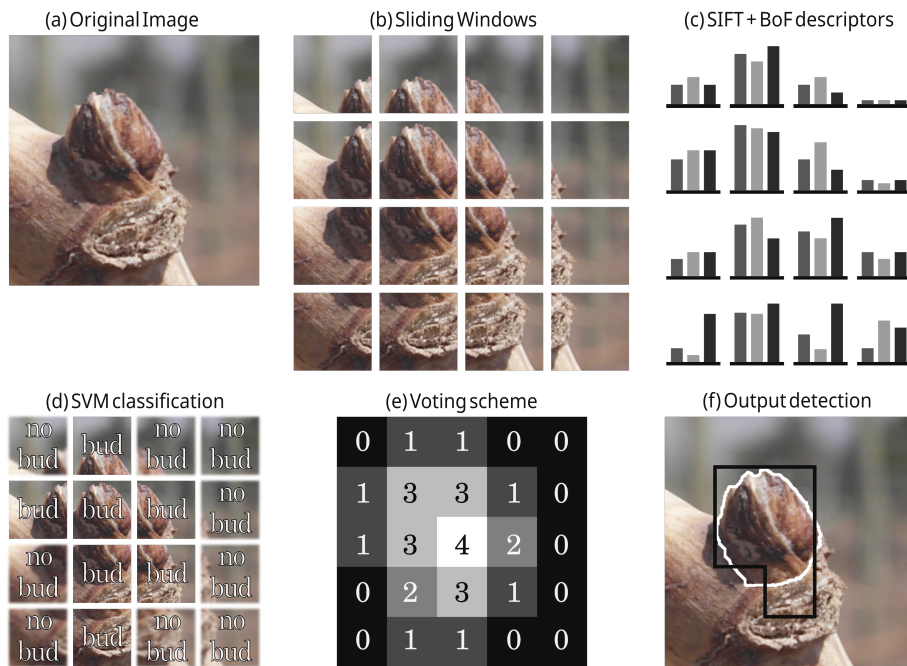 (a) Original Image
(b) Sliding Windows
(c) SIFT + BoF descriptors
(d) SVM classification
no bud
bud
no bud
no bud
bud
bud
bud
no bud
no bud
bud
bud
no bud
no bud
bud
no bud
no bud
(e) Voting scheme
0 1 1 0 0
1 3 3 1 0
1 3 4 2 0
0 2 3 1 0
0 1 1 0 0
(f) Output detection